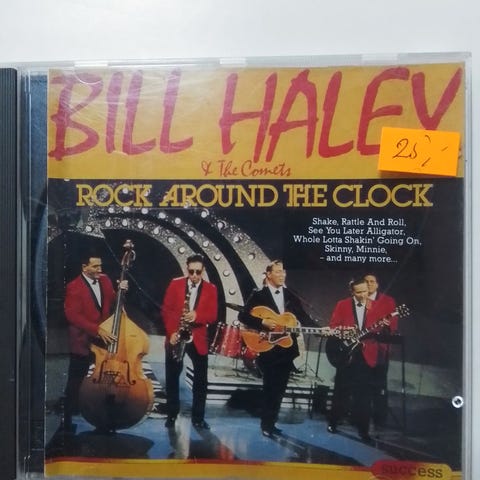 BILL HALEY
& The Comets
25,-
ROCK AROUND THE CLOCK
Shake, Rattle And Roll,
See You Later Alligator,
Whole Lotta Shakin' Going On,
Skinny, Minnie,
- and many more...
success